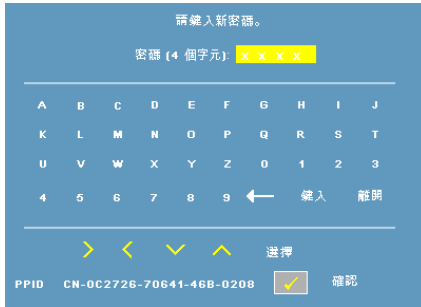 請鍵入新密碼。
密碼 (4 個字元): X X X X
A B C D E F G H I J
K L M N O P Q R S T
U V W X Y Z 0 1 2 3
4 5 6 7 8 9 ← 鍵入 離開
> < ∨ ∧ 選擇
PPID CN-0C2726-70641-46B-0208 ✓ 確認